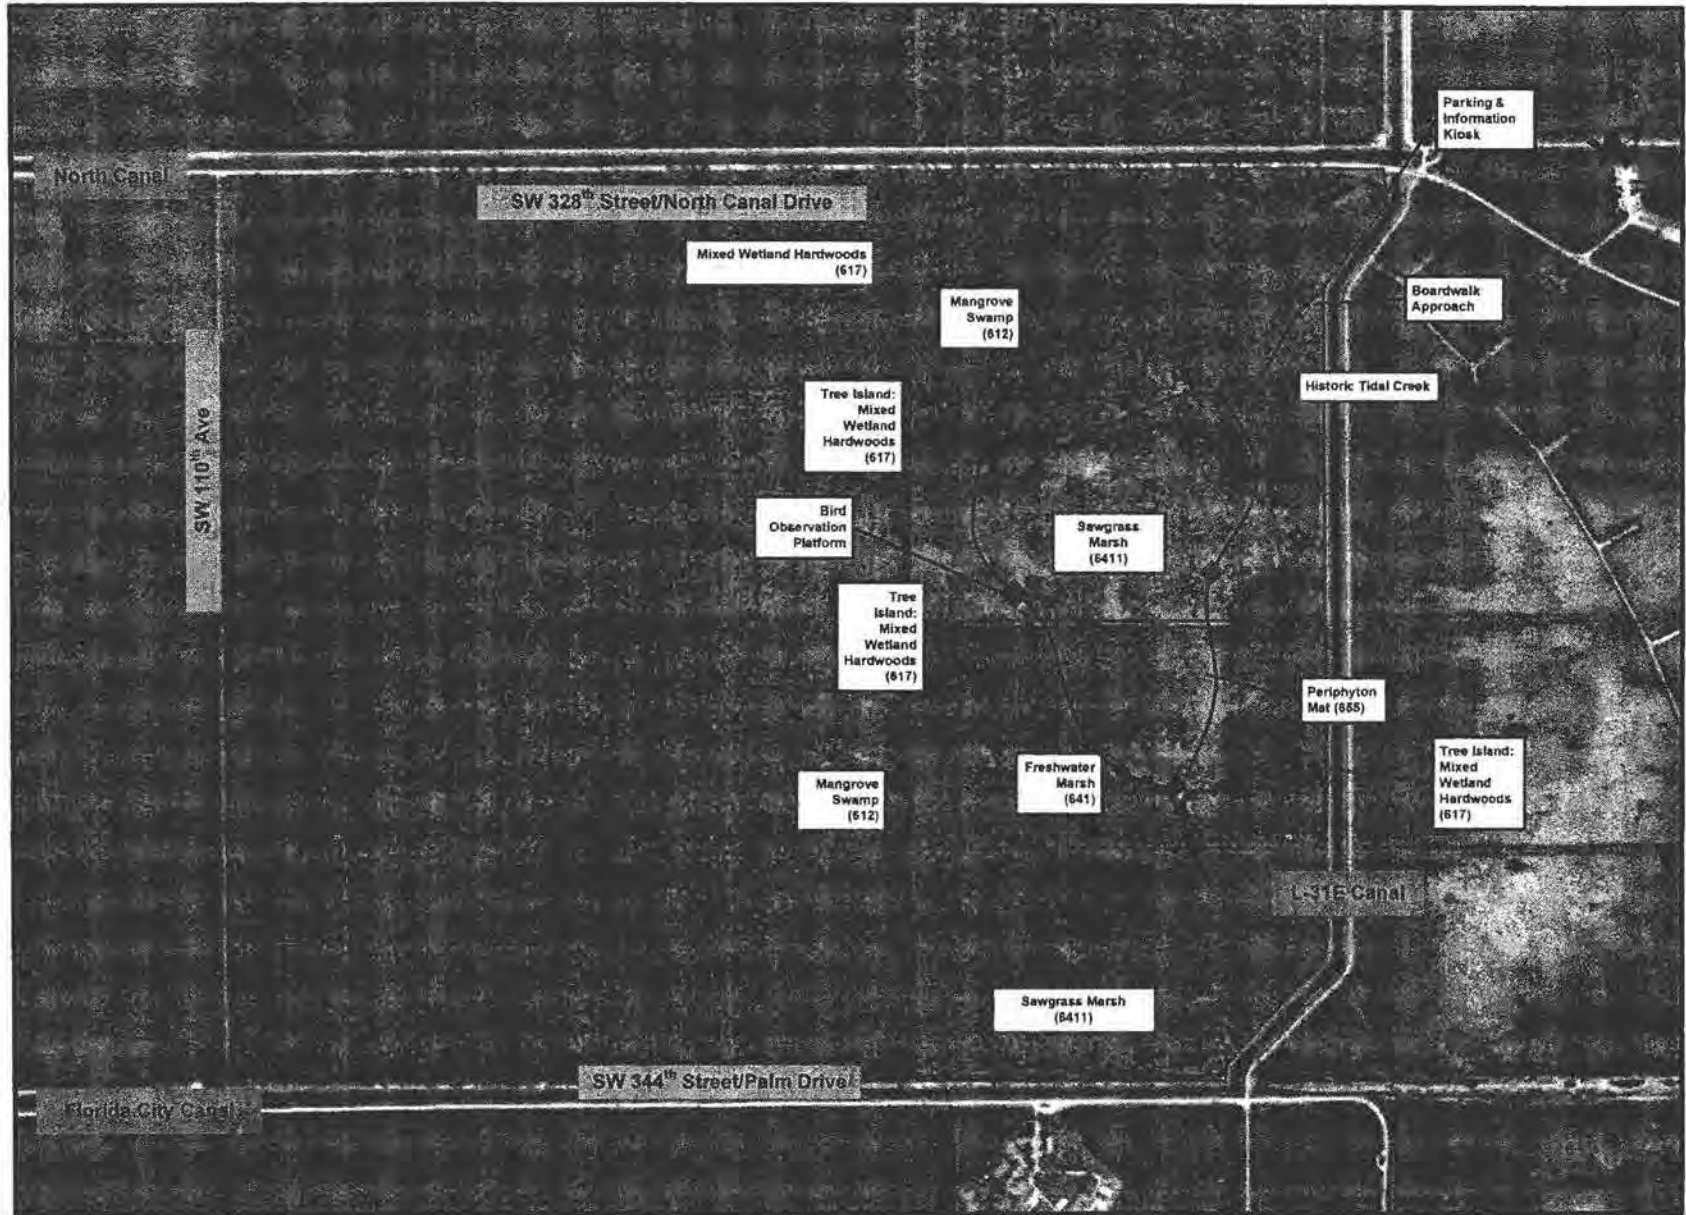 Parking &
Information
Kiosk
North Canal
SW 328th Street/North Canal Drive
Mixed Wetland Hardwoods
(617)
Mangrove
Swamp
(612)
Boardwalk
Approach
Historic Tidal Creek
SW 110th Ave
Tree Island:
Mixed
Wetland
Hardwoods
(617)
Bird
Observation
Platform
Sawgrass
Marsh
(6411)
Tree
Island:
Mixed
Wetland
Hardwoods
(617)
Periphyton
Mat (655)
Tree Island:
Mixed
Wetland
Hardwoods
(617)
Freshwater
Marsh
(641)
Mangrove
Swamp
(612)
L-31E Canal
Sawgrass Marsh
(6411)
SW 344th Street/Palm Drive
Florida City Canal